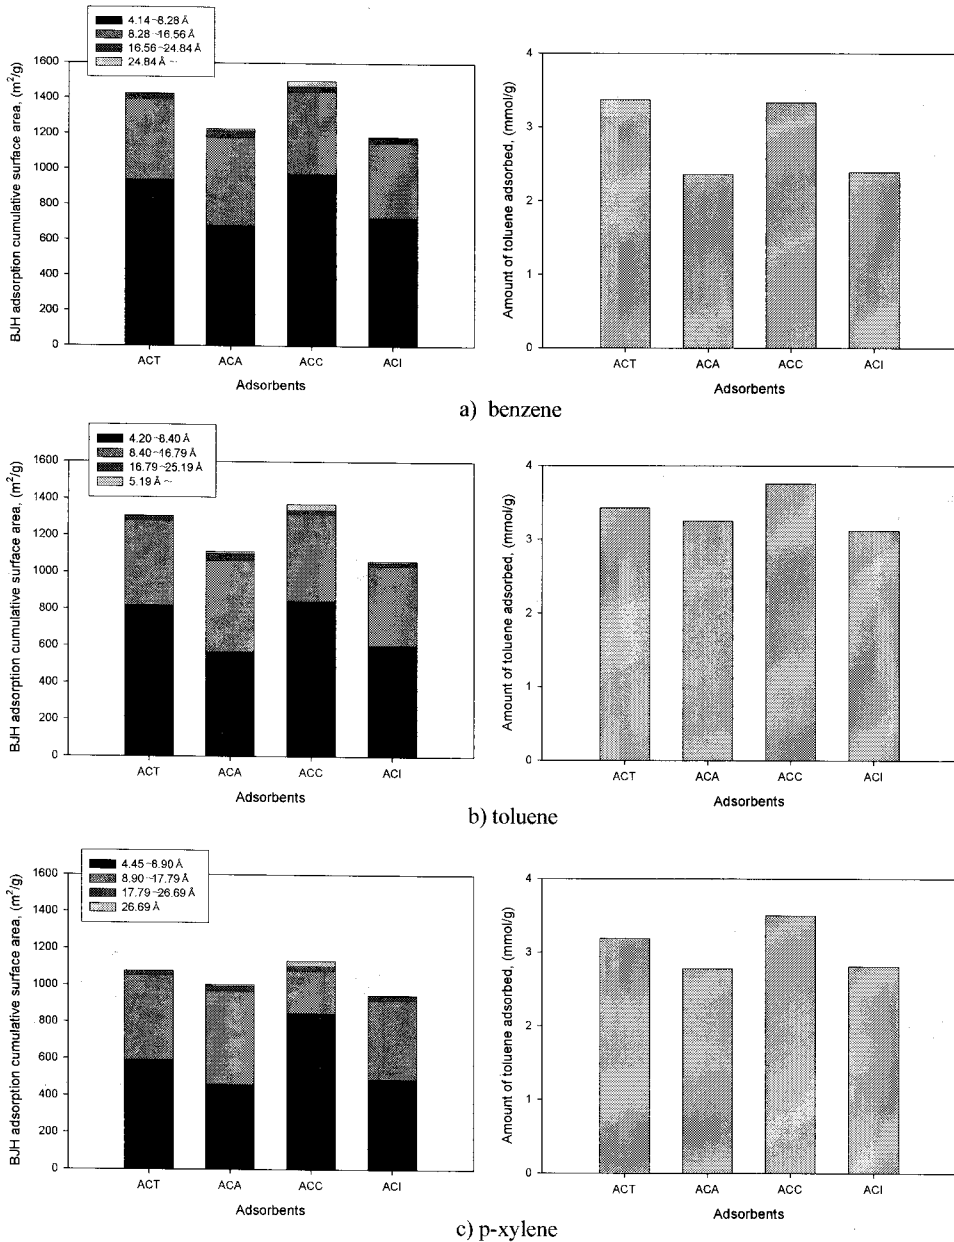 4.14~8.28 Å
8.28~16.56 Å
16.56~24.84 Å
24.84 Å ~
BJH adsorption cumulative surface area, (m²/g)
1600
1400
1200
1000
800
600
400
200
0
ACT ACA ACC ACI
Adsorbents
Amount of toluene adsorbed, (mmol/g)
4
3
2
1
0
ACT ACA ACC ACI
Adsorbents
a) benzene
4.20~8.40 Å
8.40~16.79 Å
16.79~25.19 Å
5.19 Å ~
BJH adsorption cumulative surface area, (m²/g)
1600
1400
1200
1000
800
600
400
200
0
ACT ACA ACC ACI
Adsorbents
Amount of toluene adsorbed, (mmol/g)
4
3
2
1
0
ACT ACA ACC ACI
Adsorbents
b) toluene
4.45~8.90 Å
8.90~17.79 Å
17.79~26.69 Å
26.69 Å
BJH adsorption cumulative surface area, (m²/g)
1600
1400
1200
1000
800
600
400
200
0
ACT ACA ACC ACI
Adsorbents
Amount of toluene adsorbed, (mmol/g)
4
3
2
1
0
ACT ACA ACC ACI
Adsorbents
c) p-xylene